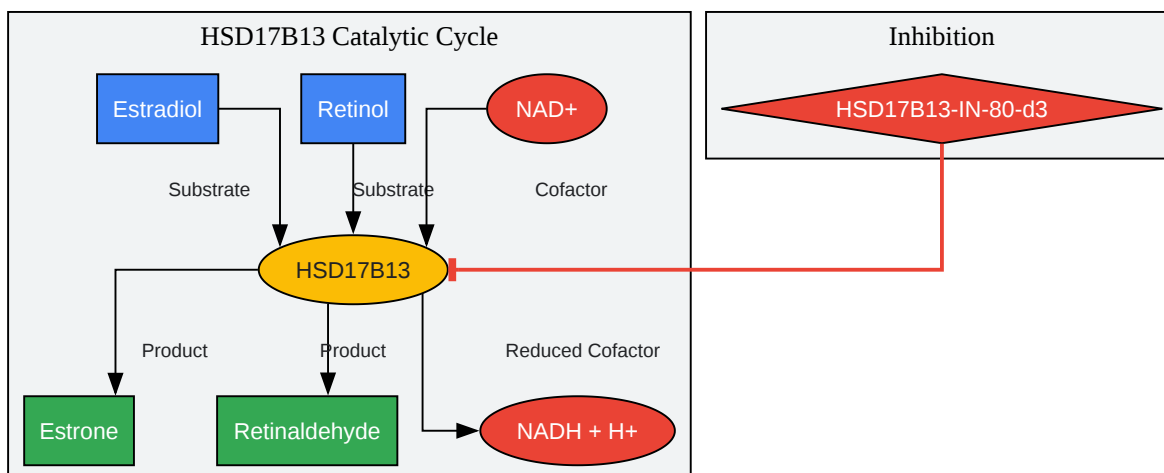 HSD17B13 Catalytic Cycle
Inhibition
Estradiol
Retinol
NAD+
HSD17B13-IN-80-d3
Substrate
Substrate
Cofactor
HSD17B13
Product
Product
Reduced Cofactor
Estrone
Retinaldehyde
NADH + H+